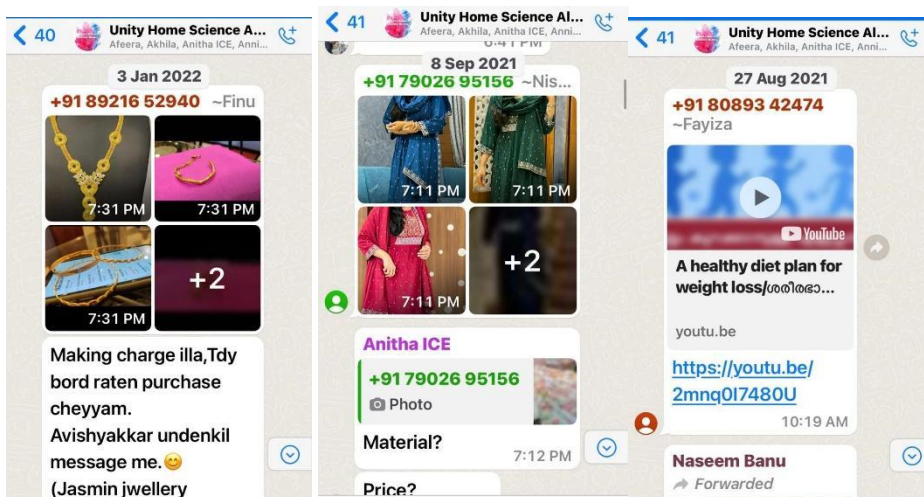 40
Unity Home Science A...
Afeera, Akhila, Anitha ICE, Anni...
3 Jan 2022
+91 89216 52940 ~Finu
7:31 PM
7:31 PM
7:31 PM
+2
Making charge illa,Tdy
bord raten purchase
cheyyam.
Avishyakkar undenkil
message me.😊
(Jasmin jwellery
41
Unity Home Science Al...
Afeera, Akhila, Anitha ICE, Anni...
6:41 PM
8 Sep 2021
+91 79026 95156 ~Nis...
7:11 PM
7:11 PM
7:11 PM
+2
Anitha ICE
+91 79026 95156
Photo
Material?
7:12 PM
Price?
41
Unity Home Science Al...
Afeera, Akhila, Anitha ICE, Anni...
27 Aug 2021
+91 80893 42474
~Fayiza
YouTube
A healthy diet plan for
weight loss/ശരീരഭാ...
youtu.be
https://youtu.be/
2mnq0I7480U
10:19 AM
Naseem Banu
Forwarded